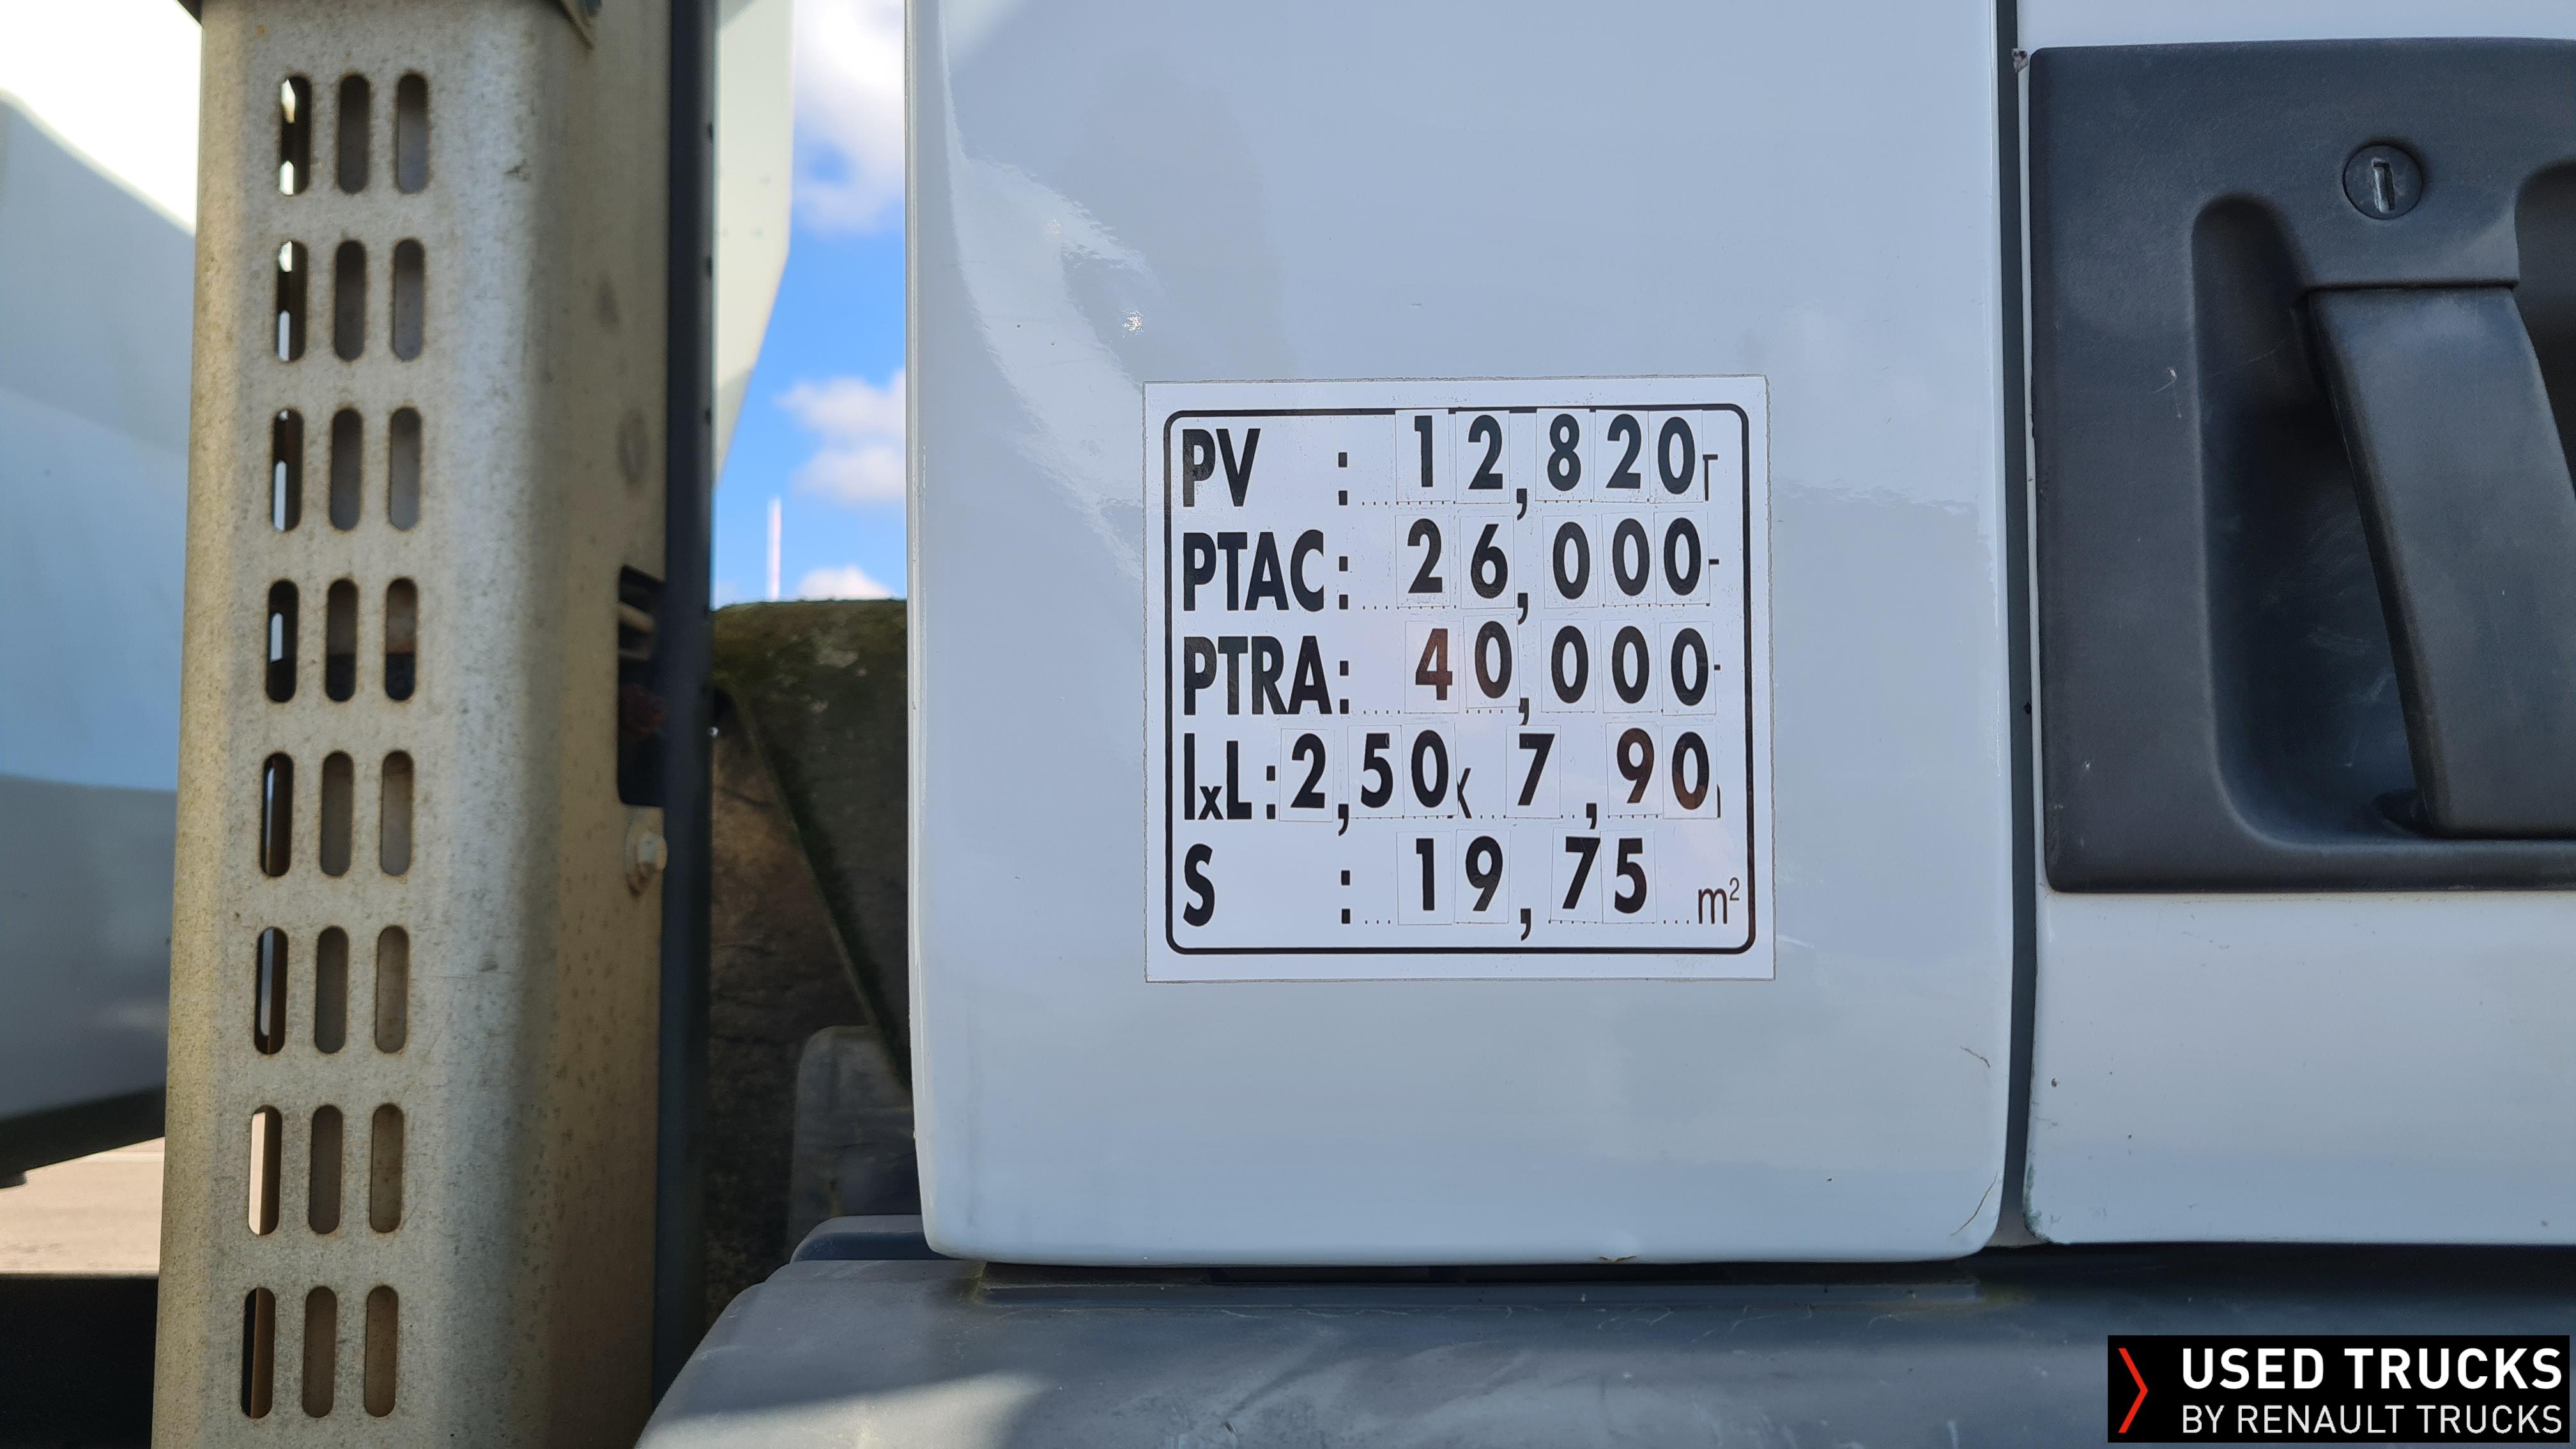 PV : 12,820T
PTAC : 26,000
PTRA : 40,000
lxL : 2,50 x 7,90
S : 19,75 m²
USED TRUCKS
BY RENAULT TRUCKS